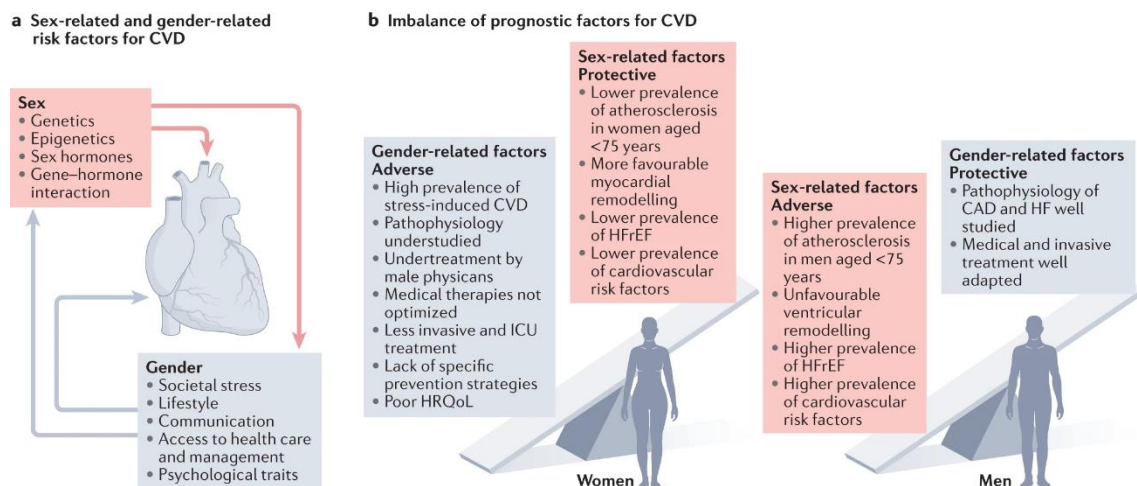 a Sex-related and gender-related
risk factors for CVD
Sex
• Genetics
• Epigenetics
• Sex hormones
• Gene–hormone
interaction
Gender
• Societal stress
• Lifestyle
• Communication
• Access to health care
and management
• Psychological traits
b Imbalance of prognostic factors for CVD
Gender-related factors
Adverse
• High prevalence of
stress-induced CVD
• Pathophysiology
understudied
• Undertreatment by
male physicans
• Medical therapies not
optimized
• Less invasive and ICU
treatment
• Lack of specific
prevention strategies
• Poor HRQoL
Sex-related factors
Protective
• Lower prevalence
of atherosclerosis
in women aged
<75 years
• More favourable
myocardial
remodelling
• Lower prevalence
of HFrEF
• Lower prevalence
of cardiovascular
risk factors
Women
Sex-related factors
Adverse
• Higher prevalence
of atherosclerosis
in men aged <75
years
• Unfavourable
ventricular
remodelling
• Higher prevalence
of HFrEF
• Higher prevalence
of cardiovascular
risk factors
Gender-related factors
Protective
• Pathophysiology of
CAD and HF well
studied
• Medical and invasive
treatment well
adapted
Men